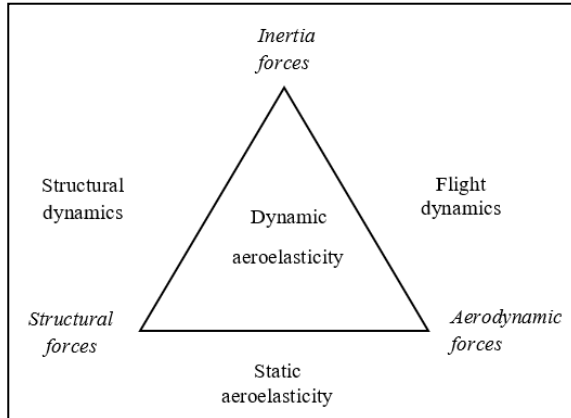 Inertia
forces
Structural
dynamics
Flight
dynamics
Dynamic
aeroelasticity
Structural
forces
Aerodynamic
forces
Static
aeroelasticity